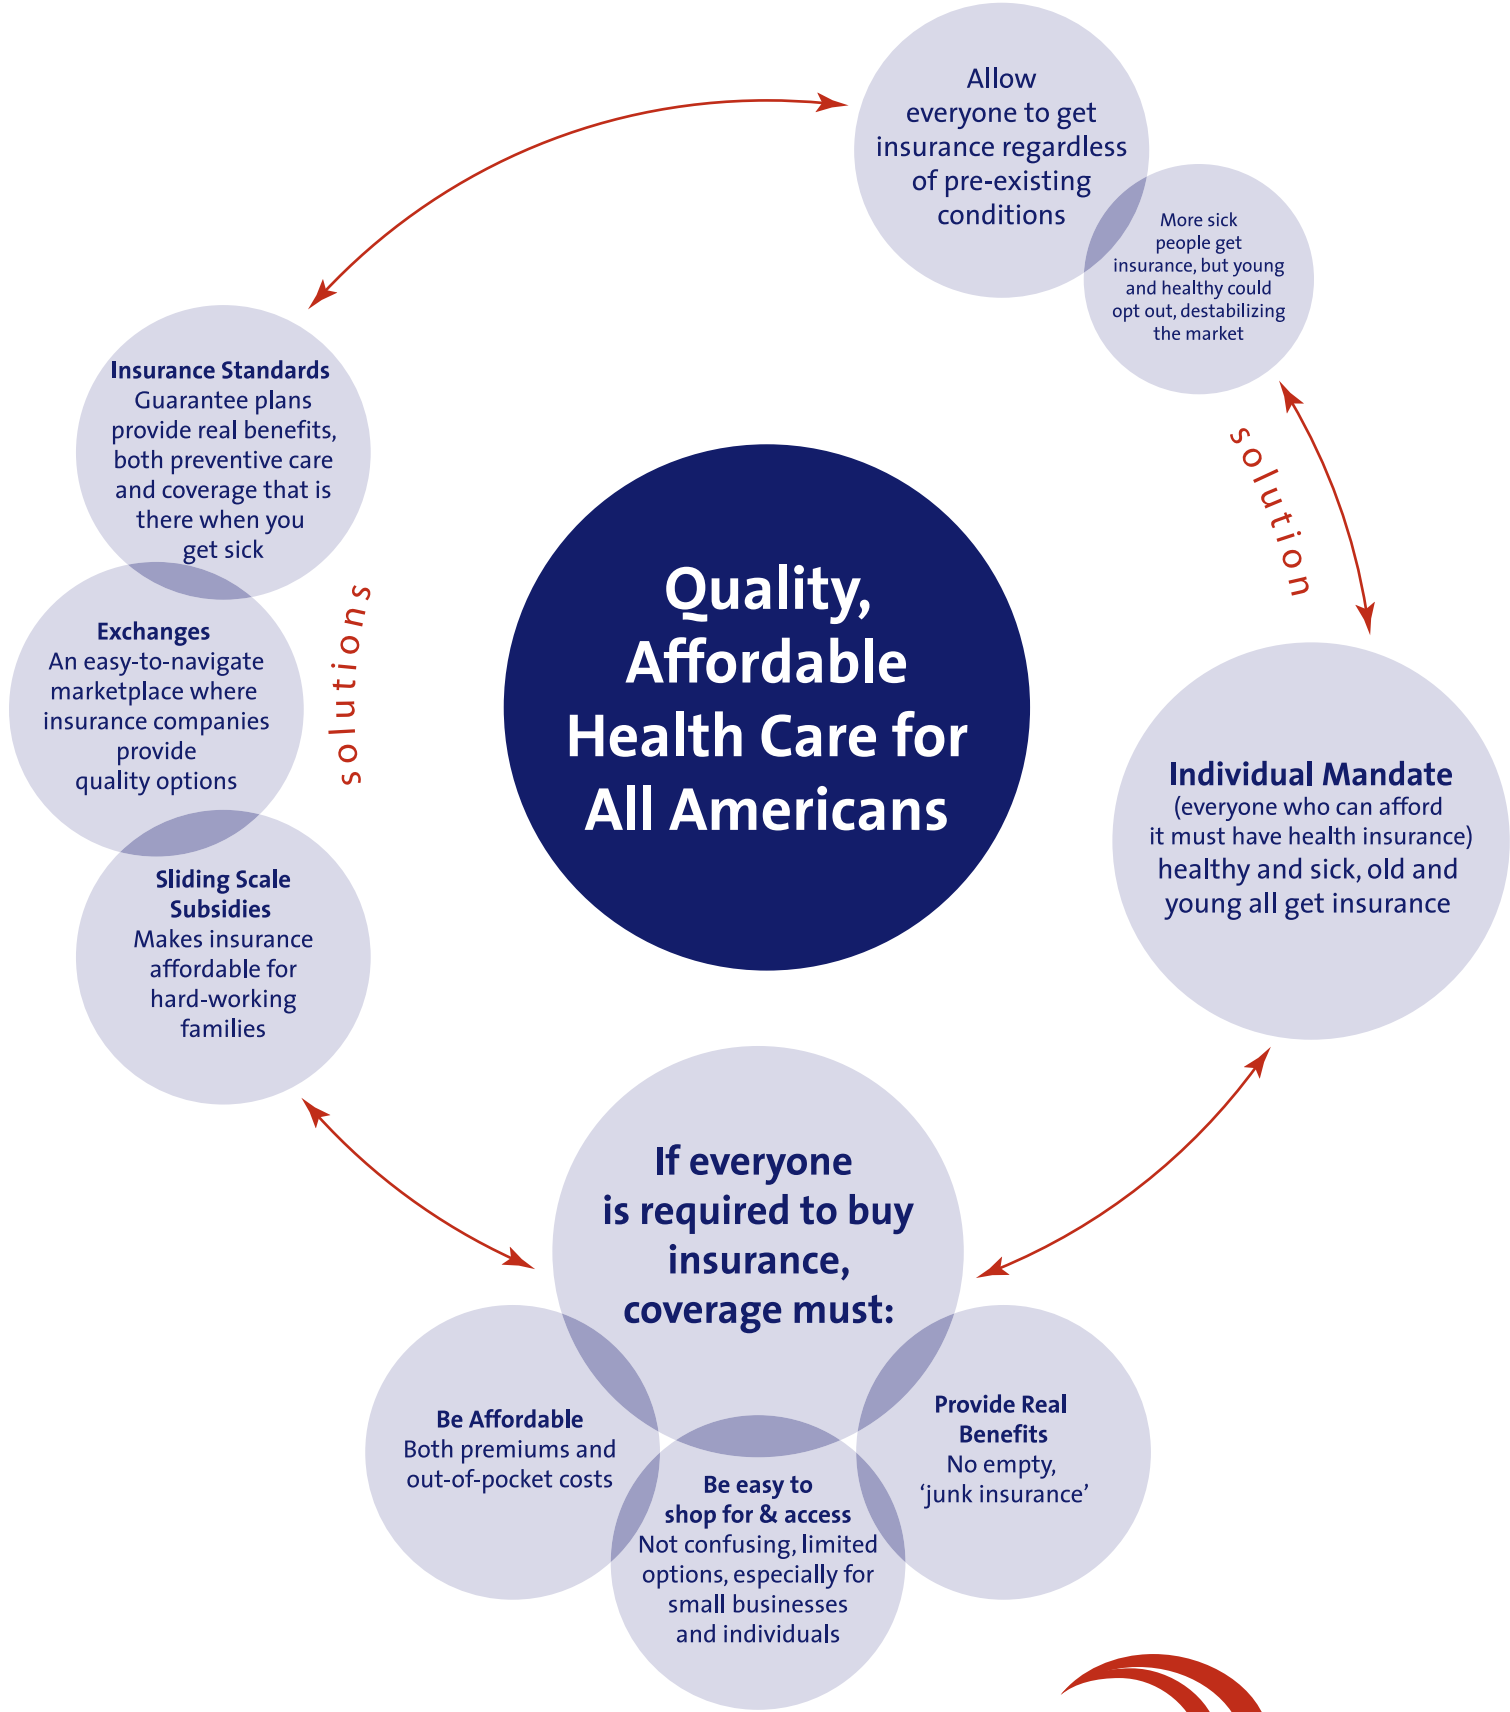 Allow
everyone to get
insurance regardless
of pre-existing
conditions
More sick
people get
insurance, but young
and healthy could
opt out, destabilizing
the market
solution
Individual Mandate
(everyone who can afford
it must have health insurance)
healthy and sick, old and
young all get insurance
If everyone
is required to buy
insurance,
coverage must:
Provide Real
Benefits
No empty,
‘junk insurance’
Be easy to
shop for & access
Not confusing, limited
options, especially for
small businesses
and individuals
Be Affordable
Both premiums and
out-of-pocket costs
solutions
Insurance Standards
Guarantee plans
provide real benefits,
both preventive care
and coverage that is
there when you
get sick
Exchanges
An easy-to-navigate
marketplace where
insurance companies
provide
quality options
Sliding Scale
Subsidies
Makes insurance
affordable for
hard-working
families
Quality,
Affordable
Health Care for
All Americans